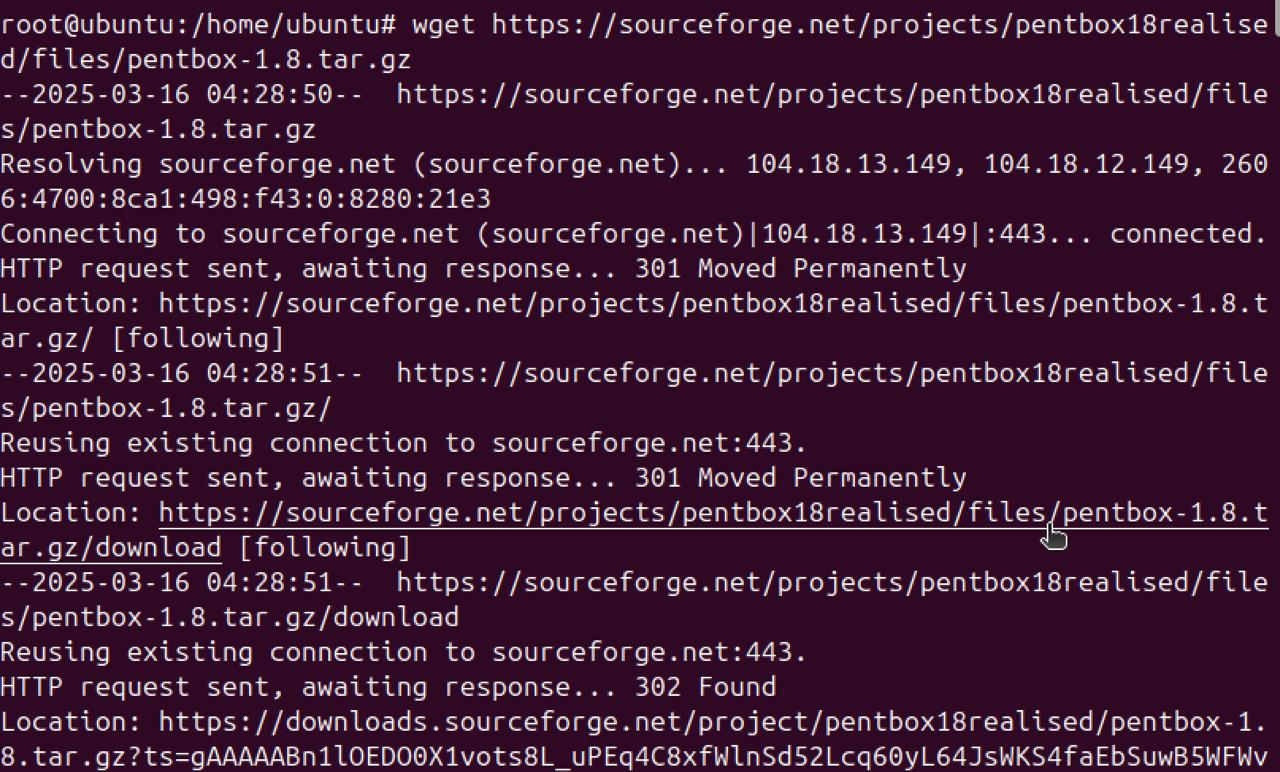 root@ubuntu:/home/ubuntu# wget https://sourceforge.net/projects/pentbox18realise
d/files/pentbox-1.8.tar.gz
--2025-03-16 04:28:50--  https://sourceforge.net/projects/pentbox18realised/file
s/pentbox-1.8.tar.gz
Resolving sourceforge.net (sourceforge.net)... 104.18.13.149, 104.18.12.149, 260
6:4700:8ca1:498:f43:0:8280:21e3
Connecting to sourceforge.net (sourceforge.net)|104.18.13.149|:443... connected.
HTTP request sent, awaiting response... 301 Moved Permanently
Location: https://sourceforge.net/projects/pentbox18realised/files/pentbox-1.8.t
ar.gz/ [following]
--2025-03-16 04:28:51--  https://sourceforge.net/projects/pentbox18realised/file
s/pentbox-1.8.tar.gz/
Reusing existing connection to sourceforge.net:443.
HTTP request sent, awaiting response... 301 Moved Permanently
Location: https://sourceforge.net/projects/pentbox18realised/files/pentbox-1.8.t
ar.gz/download [following]
--2025-03-16 04:28:51--  https://sourceforge.net/projects/pentbox18realised/file
s/pentbox-1.8.tar.gz/download
Reusing existing connection to sourceforge.net:443.
HTTP request sent, awaiting response... 302 Found
Location: https://downloads.sourceforge.net/project/pentbox18realised/pentbox-1.
8.tar.gz?ts=gAAAAABn1lOEDO0X1vots8L_uPEq4C8xfWlnSd52Lcq60yL64JsWKS4faEbSuwB5WFWv